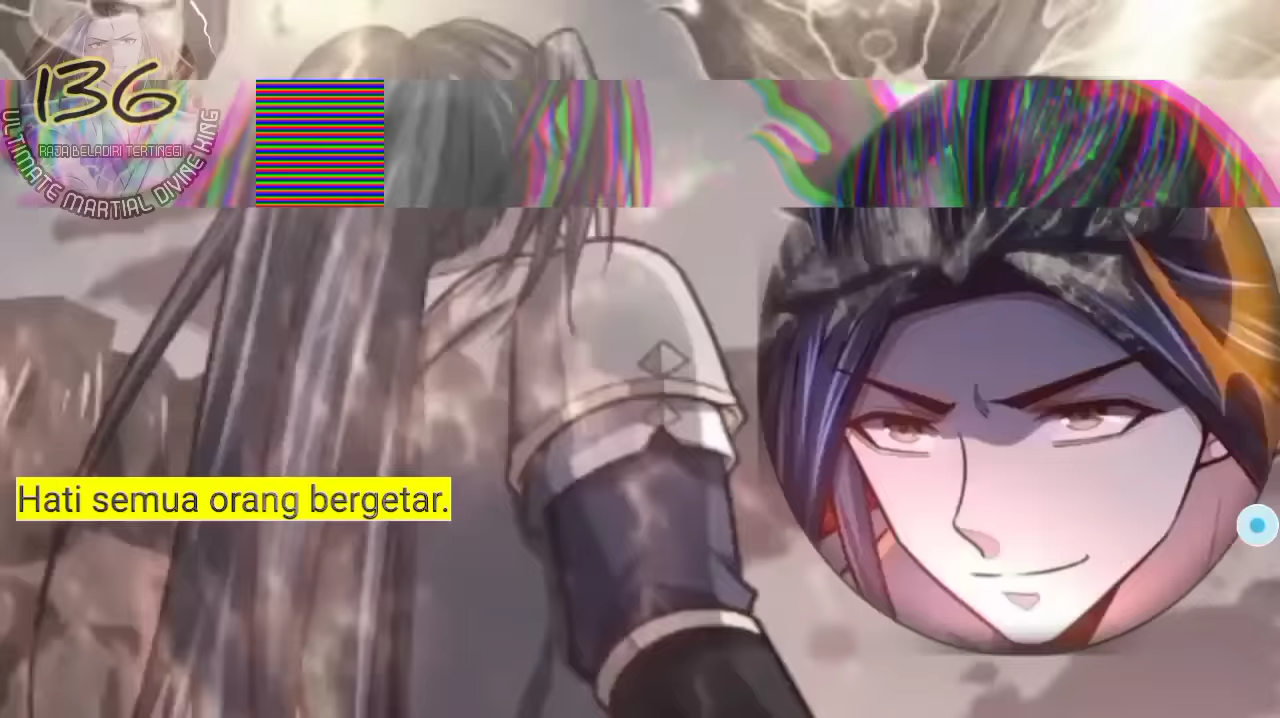 136
RAJA BELADIRI TERTINGGI
ULTIMATE MARTIAL DIVINE KING
Hati semua orang bergetar.